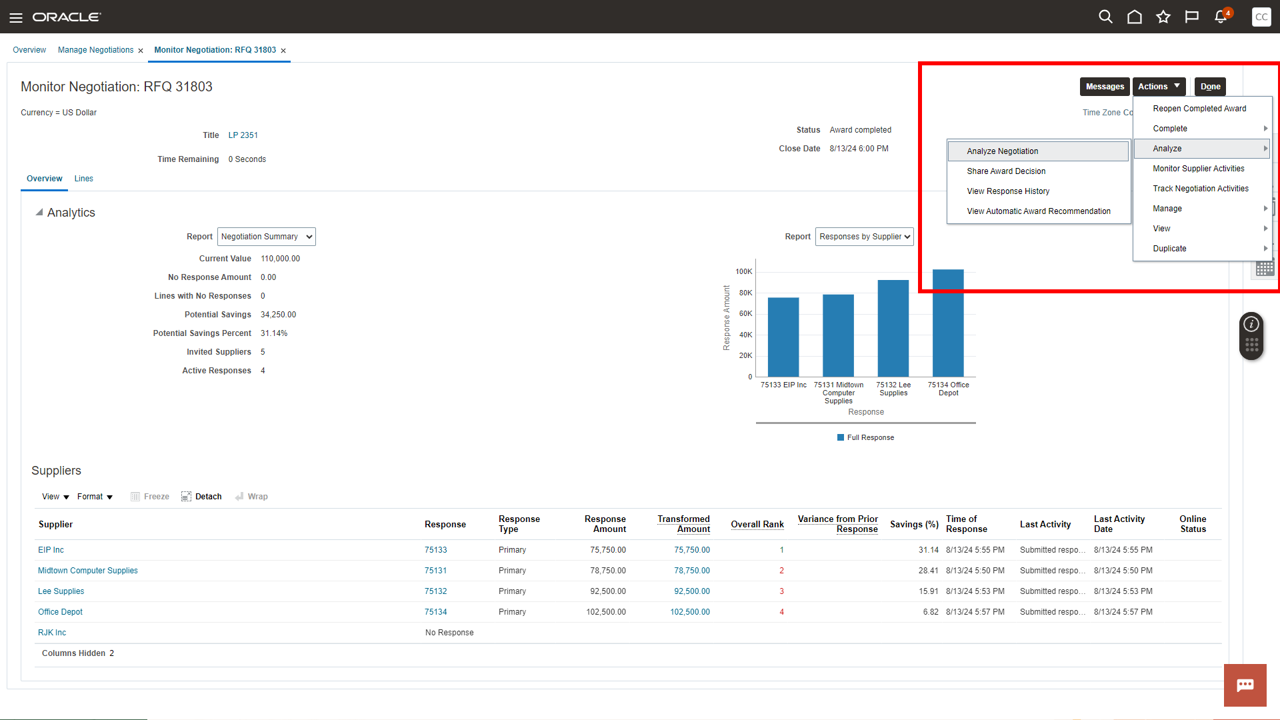 ORACLE
4
CC
Overview Manage Negotiations × Monitor Negotiation: RFQ 31803 ×
Monitor Negotiation: RFQ 31803
Messages Actions Done
Currency = US Dollar
Time Zone Co
Title LP 2351
Time Remaining 0 Seconds
Status Award completed
Close Date 8/13/24 6:00 PM
Reopen Completed Award
Complete
Analyze
Monitor Supplier Activities
Track Negotiation Activities
Manage
View
Duplicate
Analyze Negotiation
Share Award Decision
View Response History
View Automatic Award Recommendation
Overview Lines
Analytics
Report Negotiation Summary
Current Value 110,000.00
No Response Amount 0.00
Lines with No Responses 0
Potential Savings 34,250.00
Potential Savings Percent 31.14%
Invited Suppliers 5
Active Responses 4
Report Responses by Supplier
Response Amount
100K
80K
60K
40K
20K
0
75133 EIP Inc
75131 Midtown
Computer
Supplies
75132 Lee
Supplies
75134 Office
Depot
Response
Full Response
Suppliers
View Format Freeze Detach Wrap
Supplier Response Response Type Response Amount Transformed Amount Overall Rank Variance from Prior Response Savings (%) Time of Response Last Activity Last Activity Date Online Status
EIP Inc 75133 Primary 75,750.00 75,750.00 1 31.14 8/13/24 5:55 PM Submitted respo... 8/13/24 5:55 PM
Midtown Computer Supplies 75131 Primary 78,750.00 78,750.00 2 28.41 8/13/24 5:50 PM Submitted respo... 8/13/24 5:50 PM
Lee Supplies 75132 Primary 92,500.00 92,500.00 3 15.91 8/13/24 5:53 PM Submitted respo... 8/13/24 5:53 PM
Office Depot 75134 Primary 102,500.00 102,500.00 4 6.82 8/13/24 5:57 PM Submitted respo... 8/13/24 5:57 PM
RJK Inc No Response
Columns Hidden 2